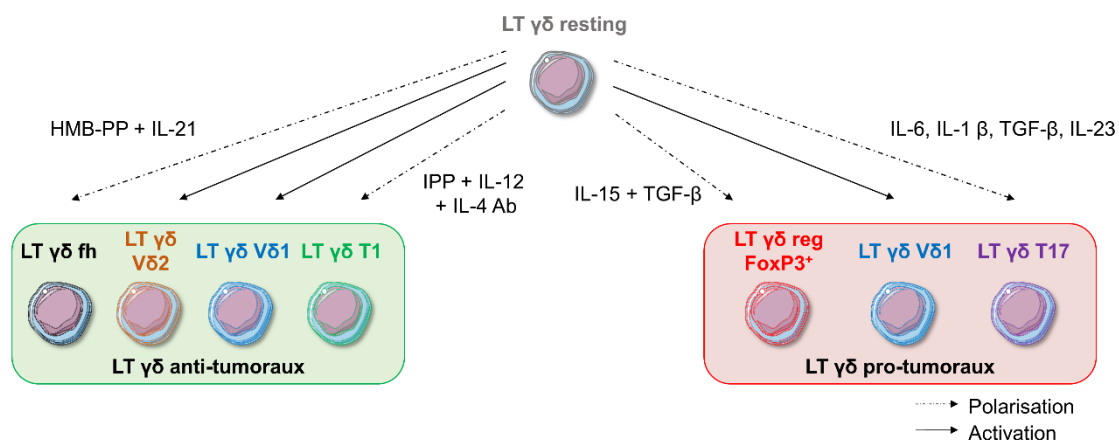 LT γδ resting
HMB-PP + IL-21
IPP + IL-12
+ IL-4 Ab
IL-15 + TGF-β
IL-6, IL-1 β, TGF-β, IL-23
LT γδ fh
LT γδ
Vδ2
LT γδ Vδ1
LT γδ T1
LT γδ anti-tumoraux
LT γδ reg
FoxP3⁺
LT γδ Vδ1
LT γδ T17
LT γδ pro-tumoraux
Polarisation
Activation